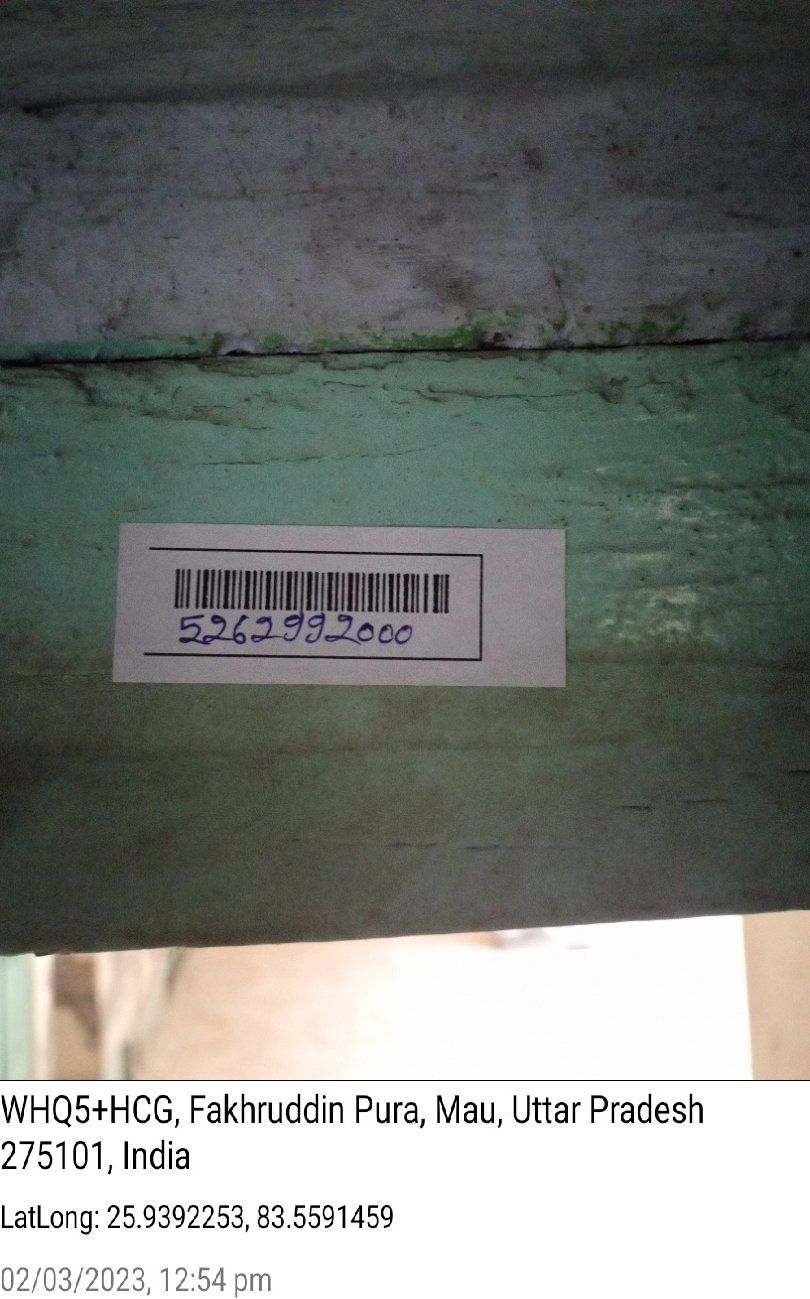 5262992000
WHQ5+HCG, Fakhruddin Pura, Mau, Uttar Pradesh
275101, India
LatLong: 25.9392253, 83.5591459
02/03/2023, 12:54 pm